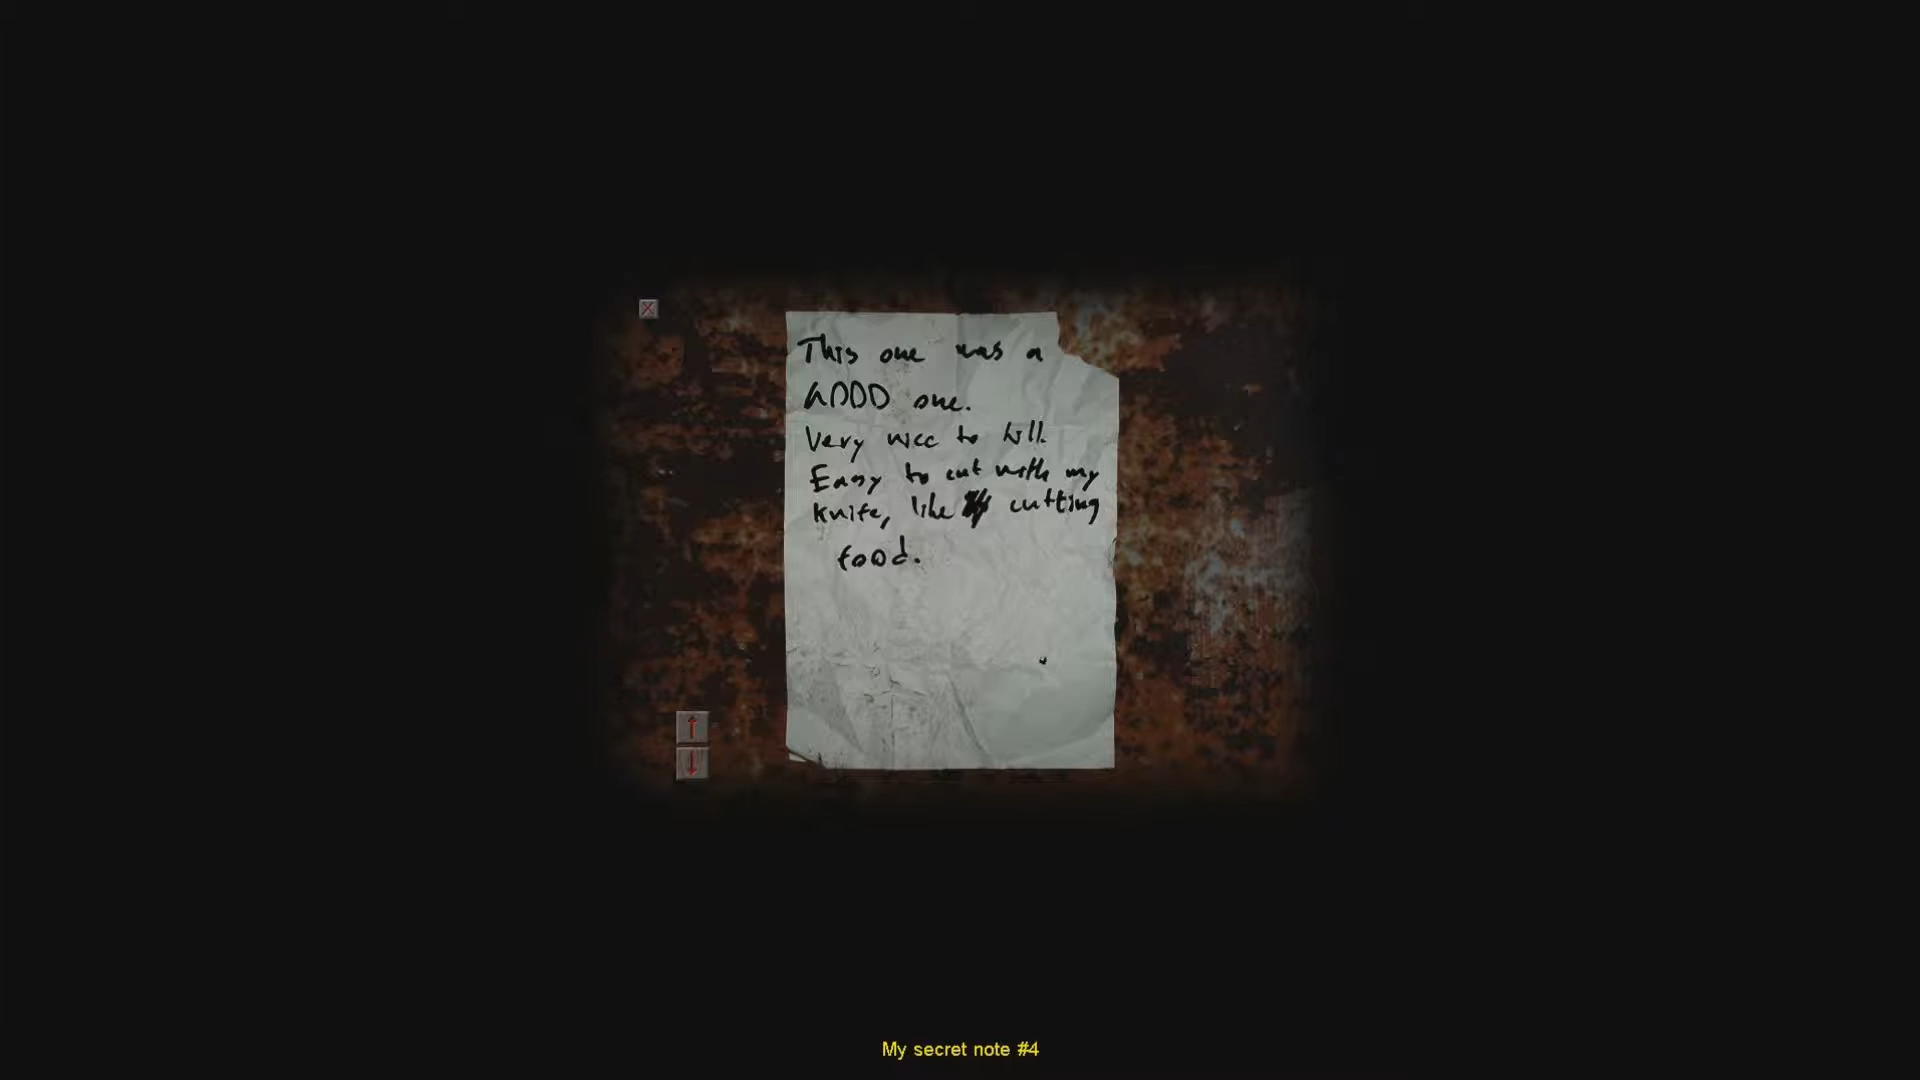 This one was a
GOOD one.
Very nice to kill.
Easy to cut with my
knife, like cutting
food.
My secret note #4